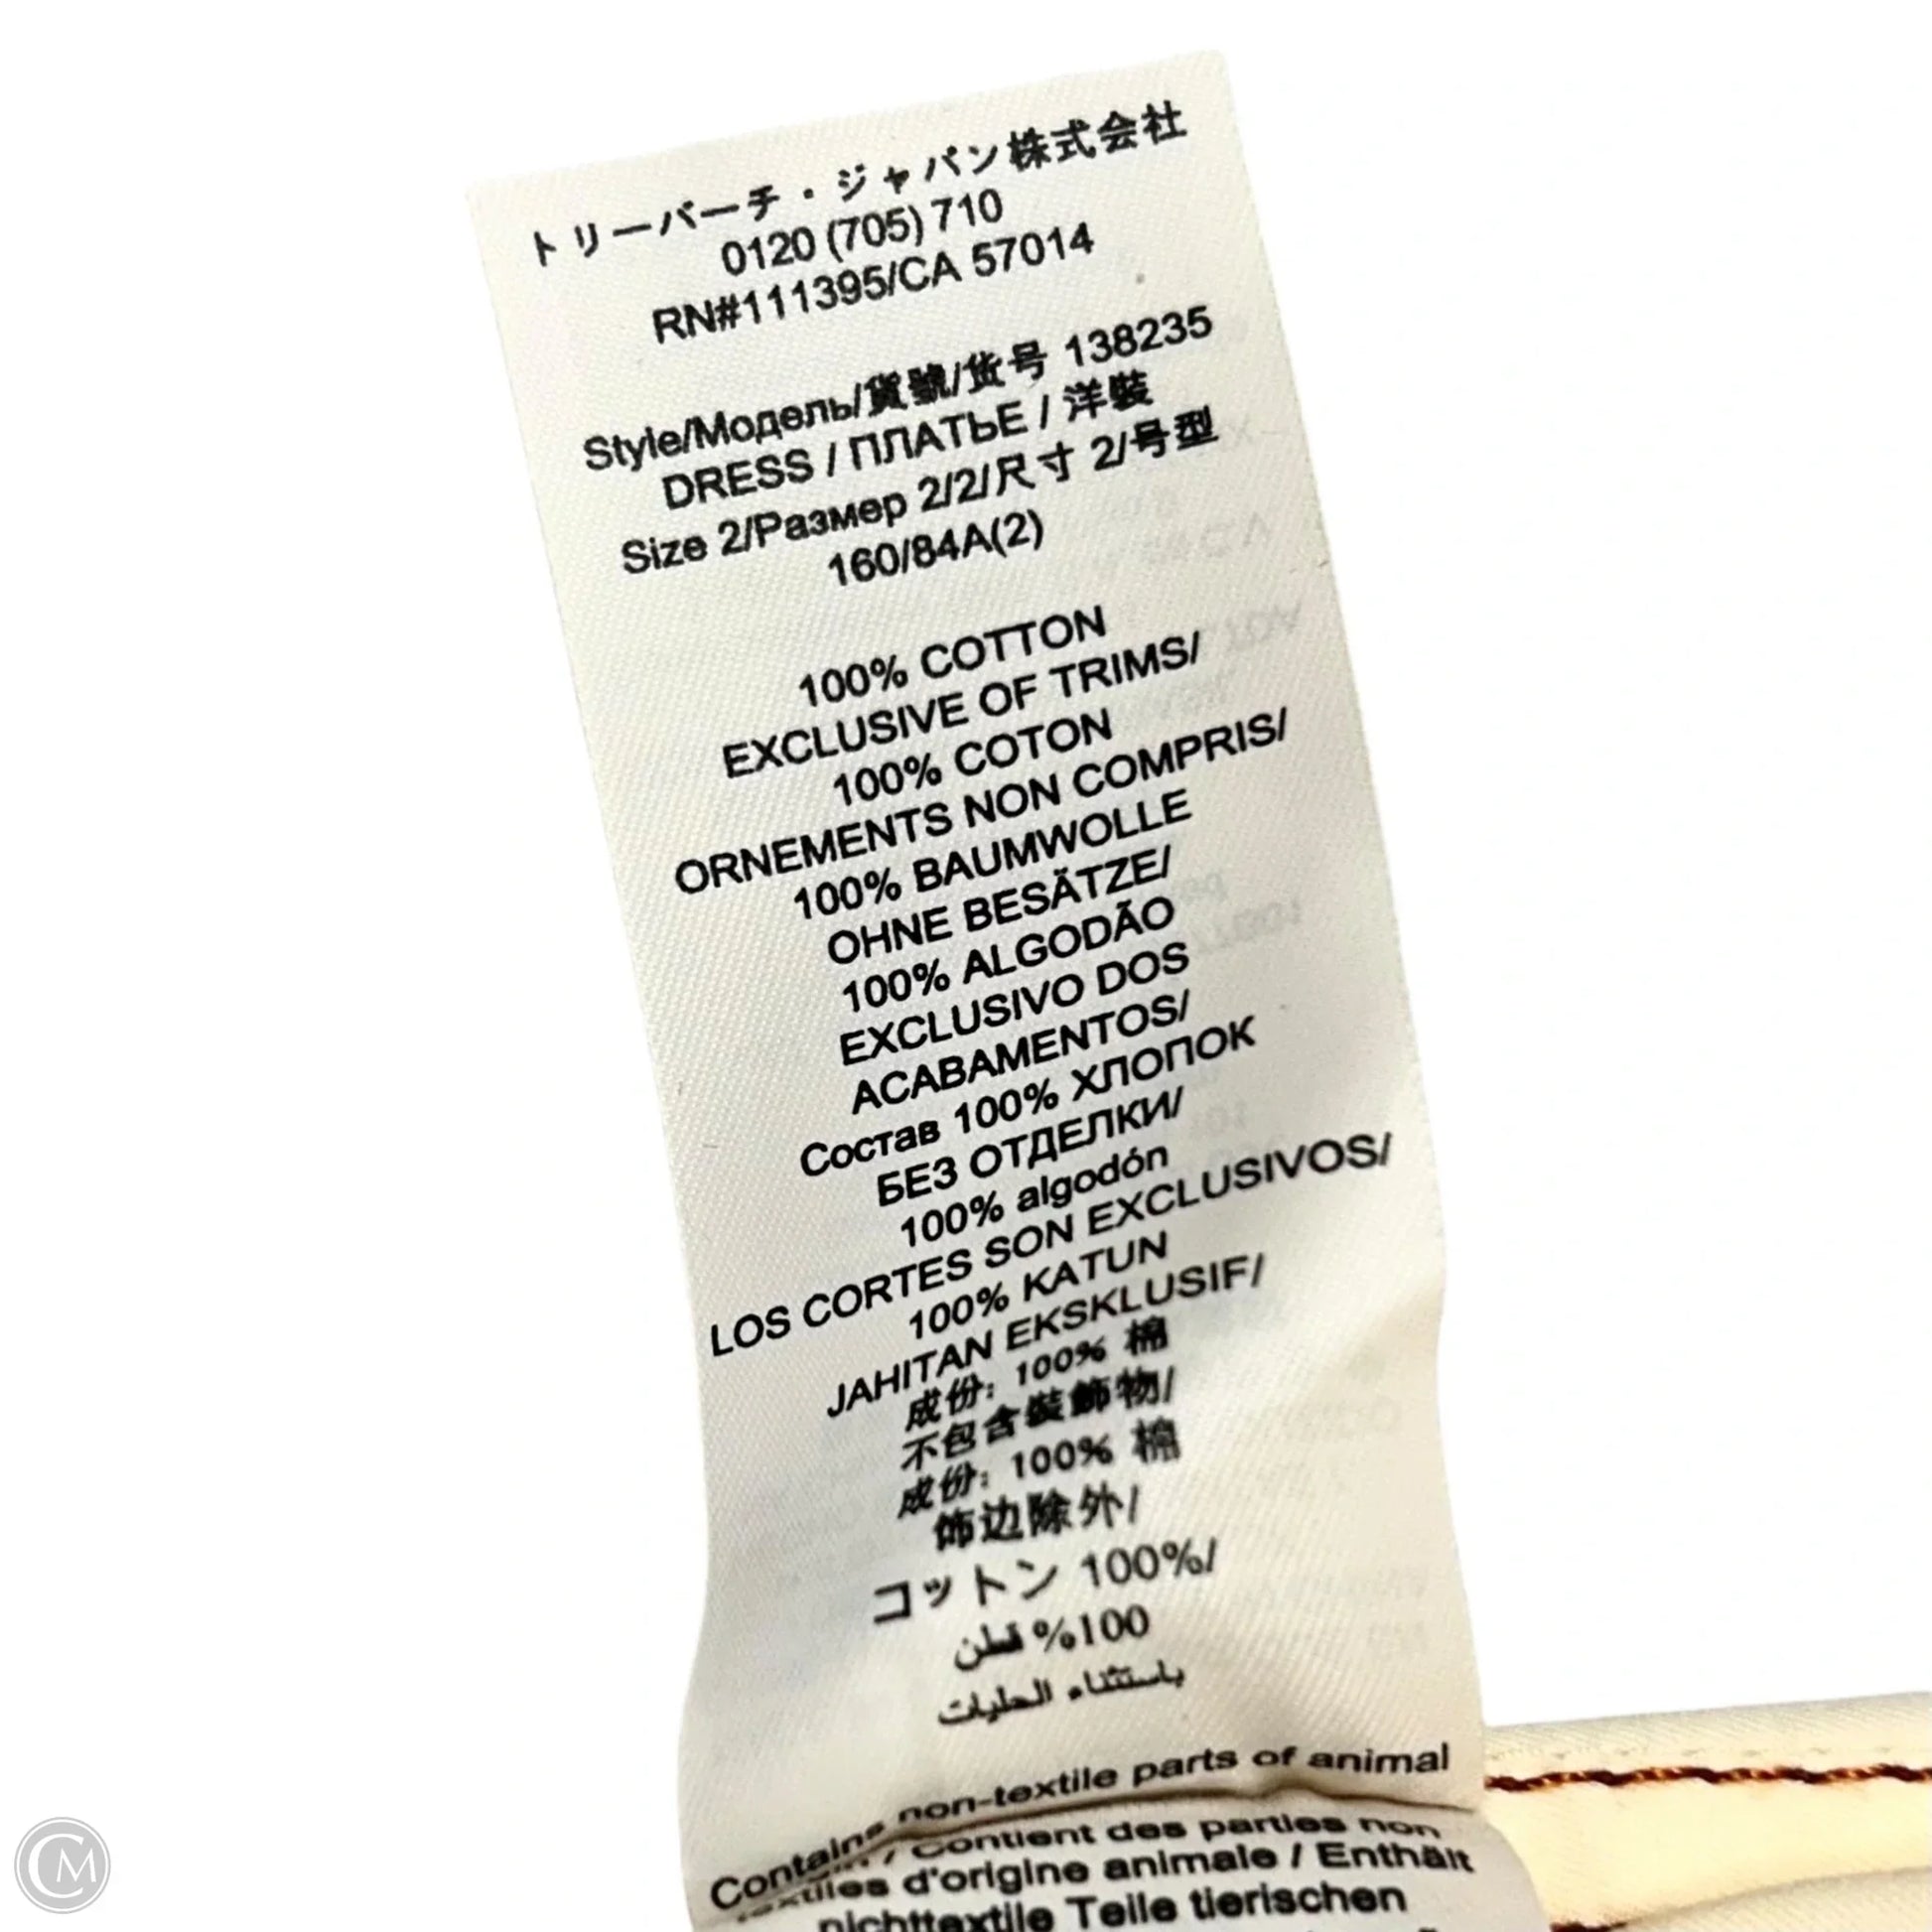 トリーバーチ・ジャパン株式会社
0120 (705) 710
RN#111395/CA 57014
Style/Модель/貨號/货号 138235
DRESS / ПЛАТЬЕ / 洋裝
Size 2/Размер 2/2/尺寸 2/号型
160/84A(2)
100% COTTON
EXCLUSIVE OF TRIMS/
100% COTON
ORNEMENTS NON COMPRIS/
100% BAUMWOLLE
OHNE BESÄTZE/
100% ALGODÃO
EXCLUSIVO DOS
ACABAMENTOS/
Состав 100% ХЛОПОК
БЕЗ ОТДЕЛКИ/
100% algodón
LOS CORTES SON EXCLUSIVOS/
100% KATUN
JAHITAN EKSKLUSIF/
成份: 100% 棉
不包含裝飾物/
成份: 100% 棉
饰边除外/
コットン 100%/
100% قطن
باستثناء الحليات
Contains non-textile parts of animal
/ Contient des parties non
textiles d'origine animale / Enthält
nichttextile Teile tierischen
CM